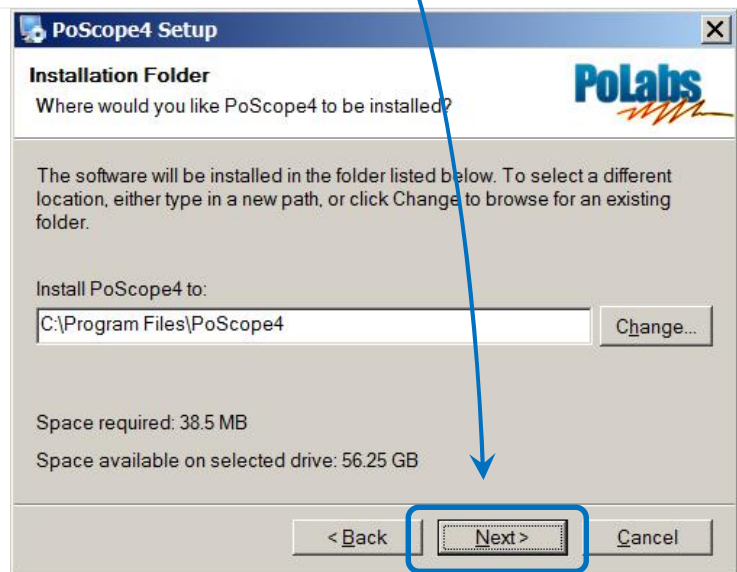 PoScope4 Setup
Installation Folder
Where would you like PoScope4 to be installed?
PoLabs
The software will be installed in the folder listed below. To select a different
location, either type in a new path, or click Change to browse for an existing
folder.
Install PoScope4 to:
C:\Program Files\PoScope4
Change...
Space required: 38.5 MB
Space available on selected drive: 56.25 GB
< Back Next > Cancel